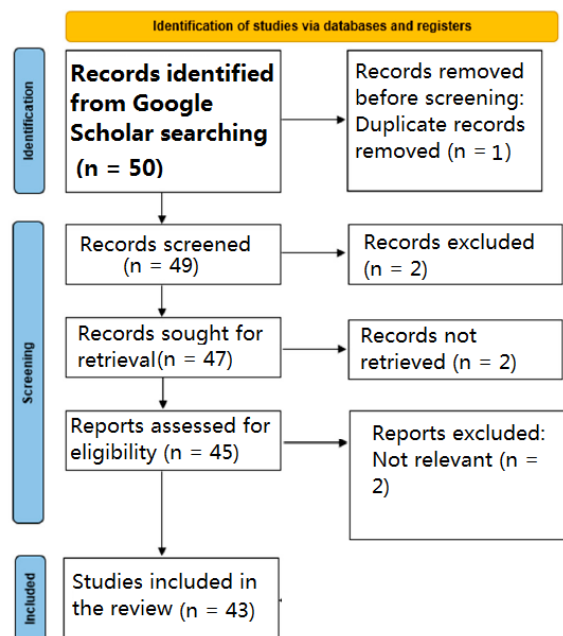 Identification of studies via databases and registers
Identification
Records identified
from Google
Scholar searching
(n = 50)
Records removed
before screening:
Duplicate records
removed (n = 1)
Screening
Records screened
(n = 49)
Records excluded
(n = 2)
Records sought for
retrieval(n = 47)
Records not
retrieved (n = 2)
Reports assessed for
eligibility (n = 45)
Reports excluded:
Not relevant (n =
2)
Included
Studies included in
the review (n = 43)